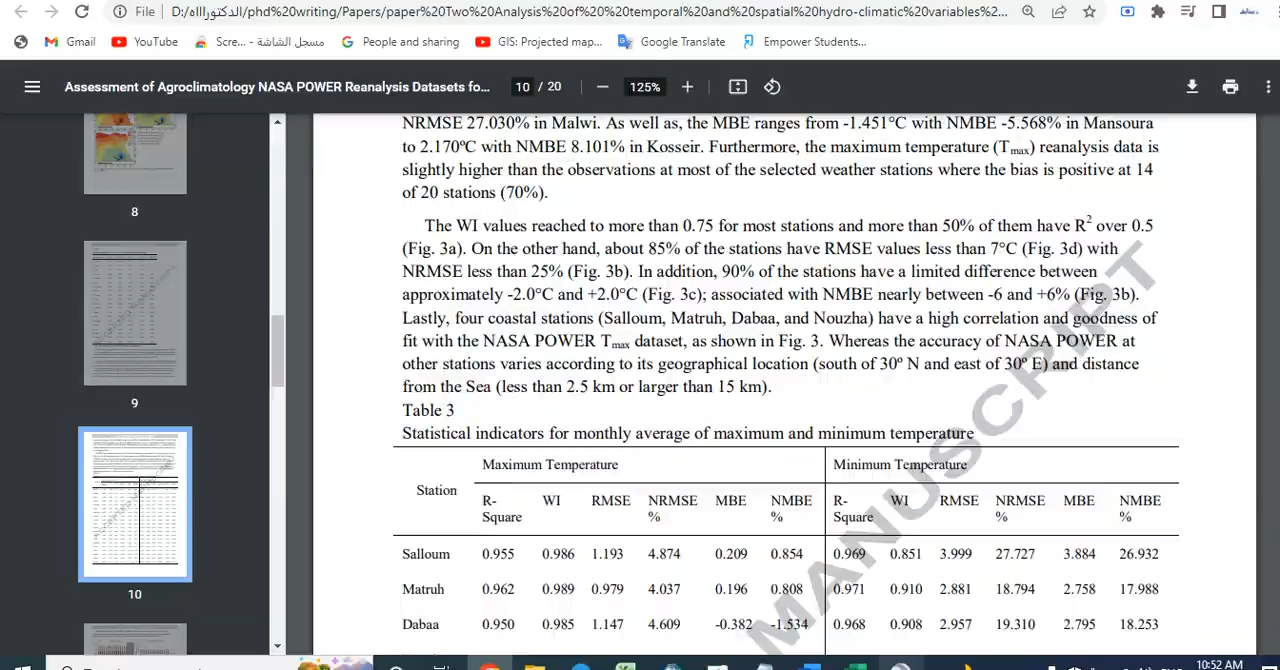 File
D:/الدكتوراااه/phd%20writing/Papers/paper%20Two%20Analysis%20of%20%20temporal%20and%20spatial%20hydro-climatic%20variables%2...
Gmail
YouTube
Scre... - مسجل الشاشة
People and sharing
GIS: Projected map...
Google Translate
Empower Students...
Assessment of Agroclimatology NASA POWER Reanalysis Datasets fo...
10 / 20
125%
8
9
10
NRMSE 27.030% in Malwi. As well as, the MBE ranges from -1.451°C with NMBE -5.568% in Mansoura
to 2.170ºC with NMBE 8.101% in Kosseir. Furthermore, the maximum temperature (Tmax) reanalysis data is
slightly higher than the observations at most of the selected weather stations where the bias is positive at 14
of 20 stations (70%).
The WI values reached to more than 0.75 for most stations and more than 50% of them have R2 over 0.5
(Fig. 3a). On the other hand, about 85% of the stations have RMSE values less than 7°C (Fig. 3d) with
NRMSE less than 25% (Fig. 3b). In addition, 90% of the stations have a limited difference between
approximately -2.0°C and +2.0°C (Fig. 3c); associated with NMBE nearly between -6 and +6% (Fig. 3b).
Lastly, four coastal stations (Salloum, Matruh, Dabaa, and Nouzha) have a high correlation and goodness of
fit with the NASA POWER Tmax dataset, as shown in Fig. 3. Whereas the accuracy of NASA POWER at
other stations varies according to its geographical location (south of 30º N and east of 30º E) and distance
from the Sea (less than 2.5 km or larger than 15 km).
Table 3
Statistical indicators for monthly average of maximum and minimum temperature
Station Maximum Temperature Minimum Temperature
R-Square WI RMSE NRMSE % MBE NMBE % R-Square WI RMSE NRMSE % MBE NMBE %
Salloum 0.955 0.986 1.193 4.874 0.209 0.854 0.969 0.851 3.999 27.727 3.884 26.932
Matruh 0.962 0.989 0.979 4.037 0.196 0.808 0.971 0.910 2.881 18.794 2.758 17.988
Dabaa 0.950 0.985 1.147 4.609 -0.382 -1.534 0.968 0.908 2.957 19.310 2.795 18.253
MANUSCRIPT
10:52 AM